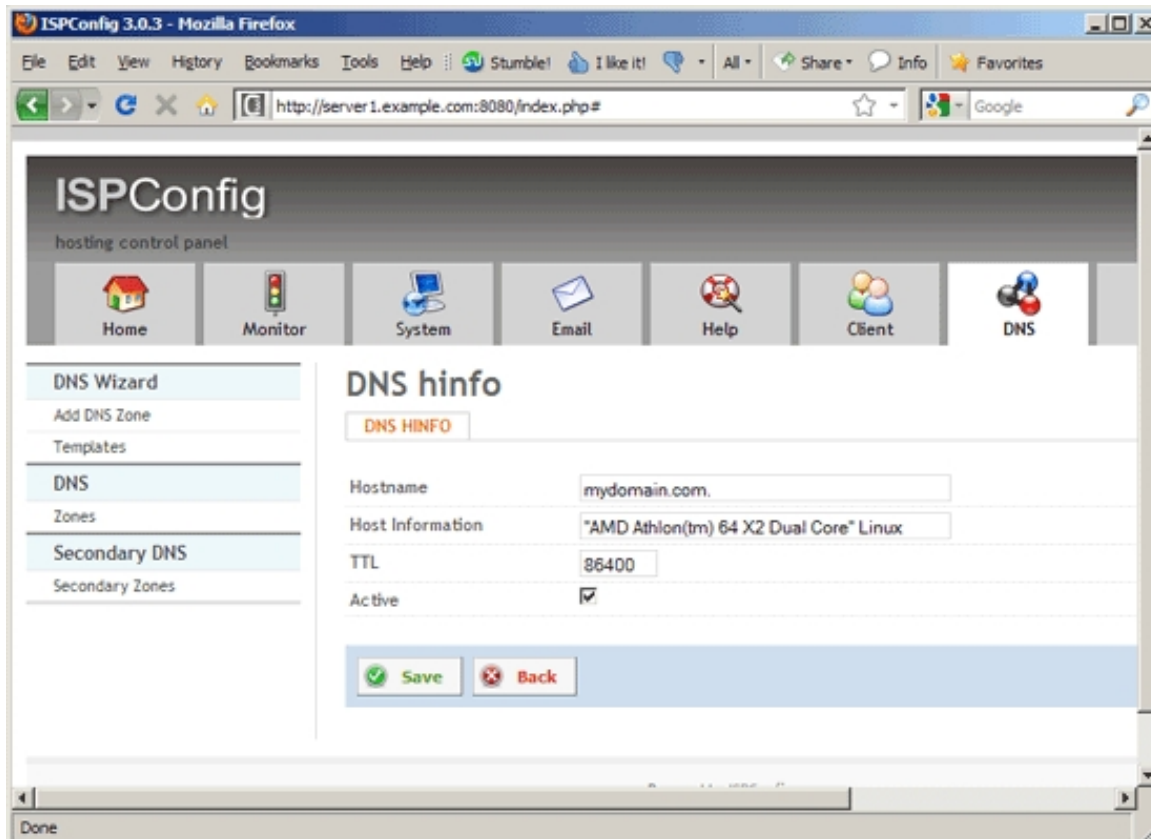 ISPConfig 3.0.3 - Mozilla Firefox
File Edit View History Bookmarks Tools Help Stumble! I like it! All Share Info Favorites
http://server1.example.com:8080/index.php# Google
ISPConfig
hosting control panel
Home Monitor System Email Help Client DNS
DNS Wizard
Add DNS Zone
Templates
DNS
Zones
Secondary DNS
Secondary Zones
DNS hinfo
DNS HINFO
Hostname mydomain.com.
Host Information "AMD Athlon(tm) 64 X2 Dual Core" Linux
TTL 86400
Active
Save Back
Done